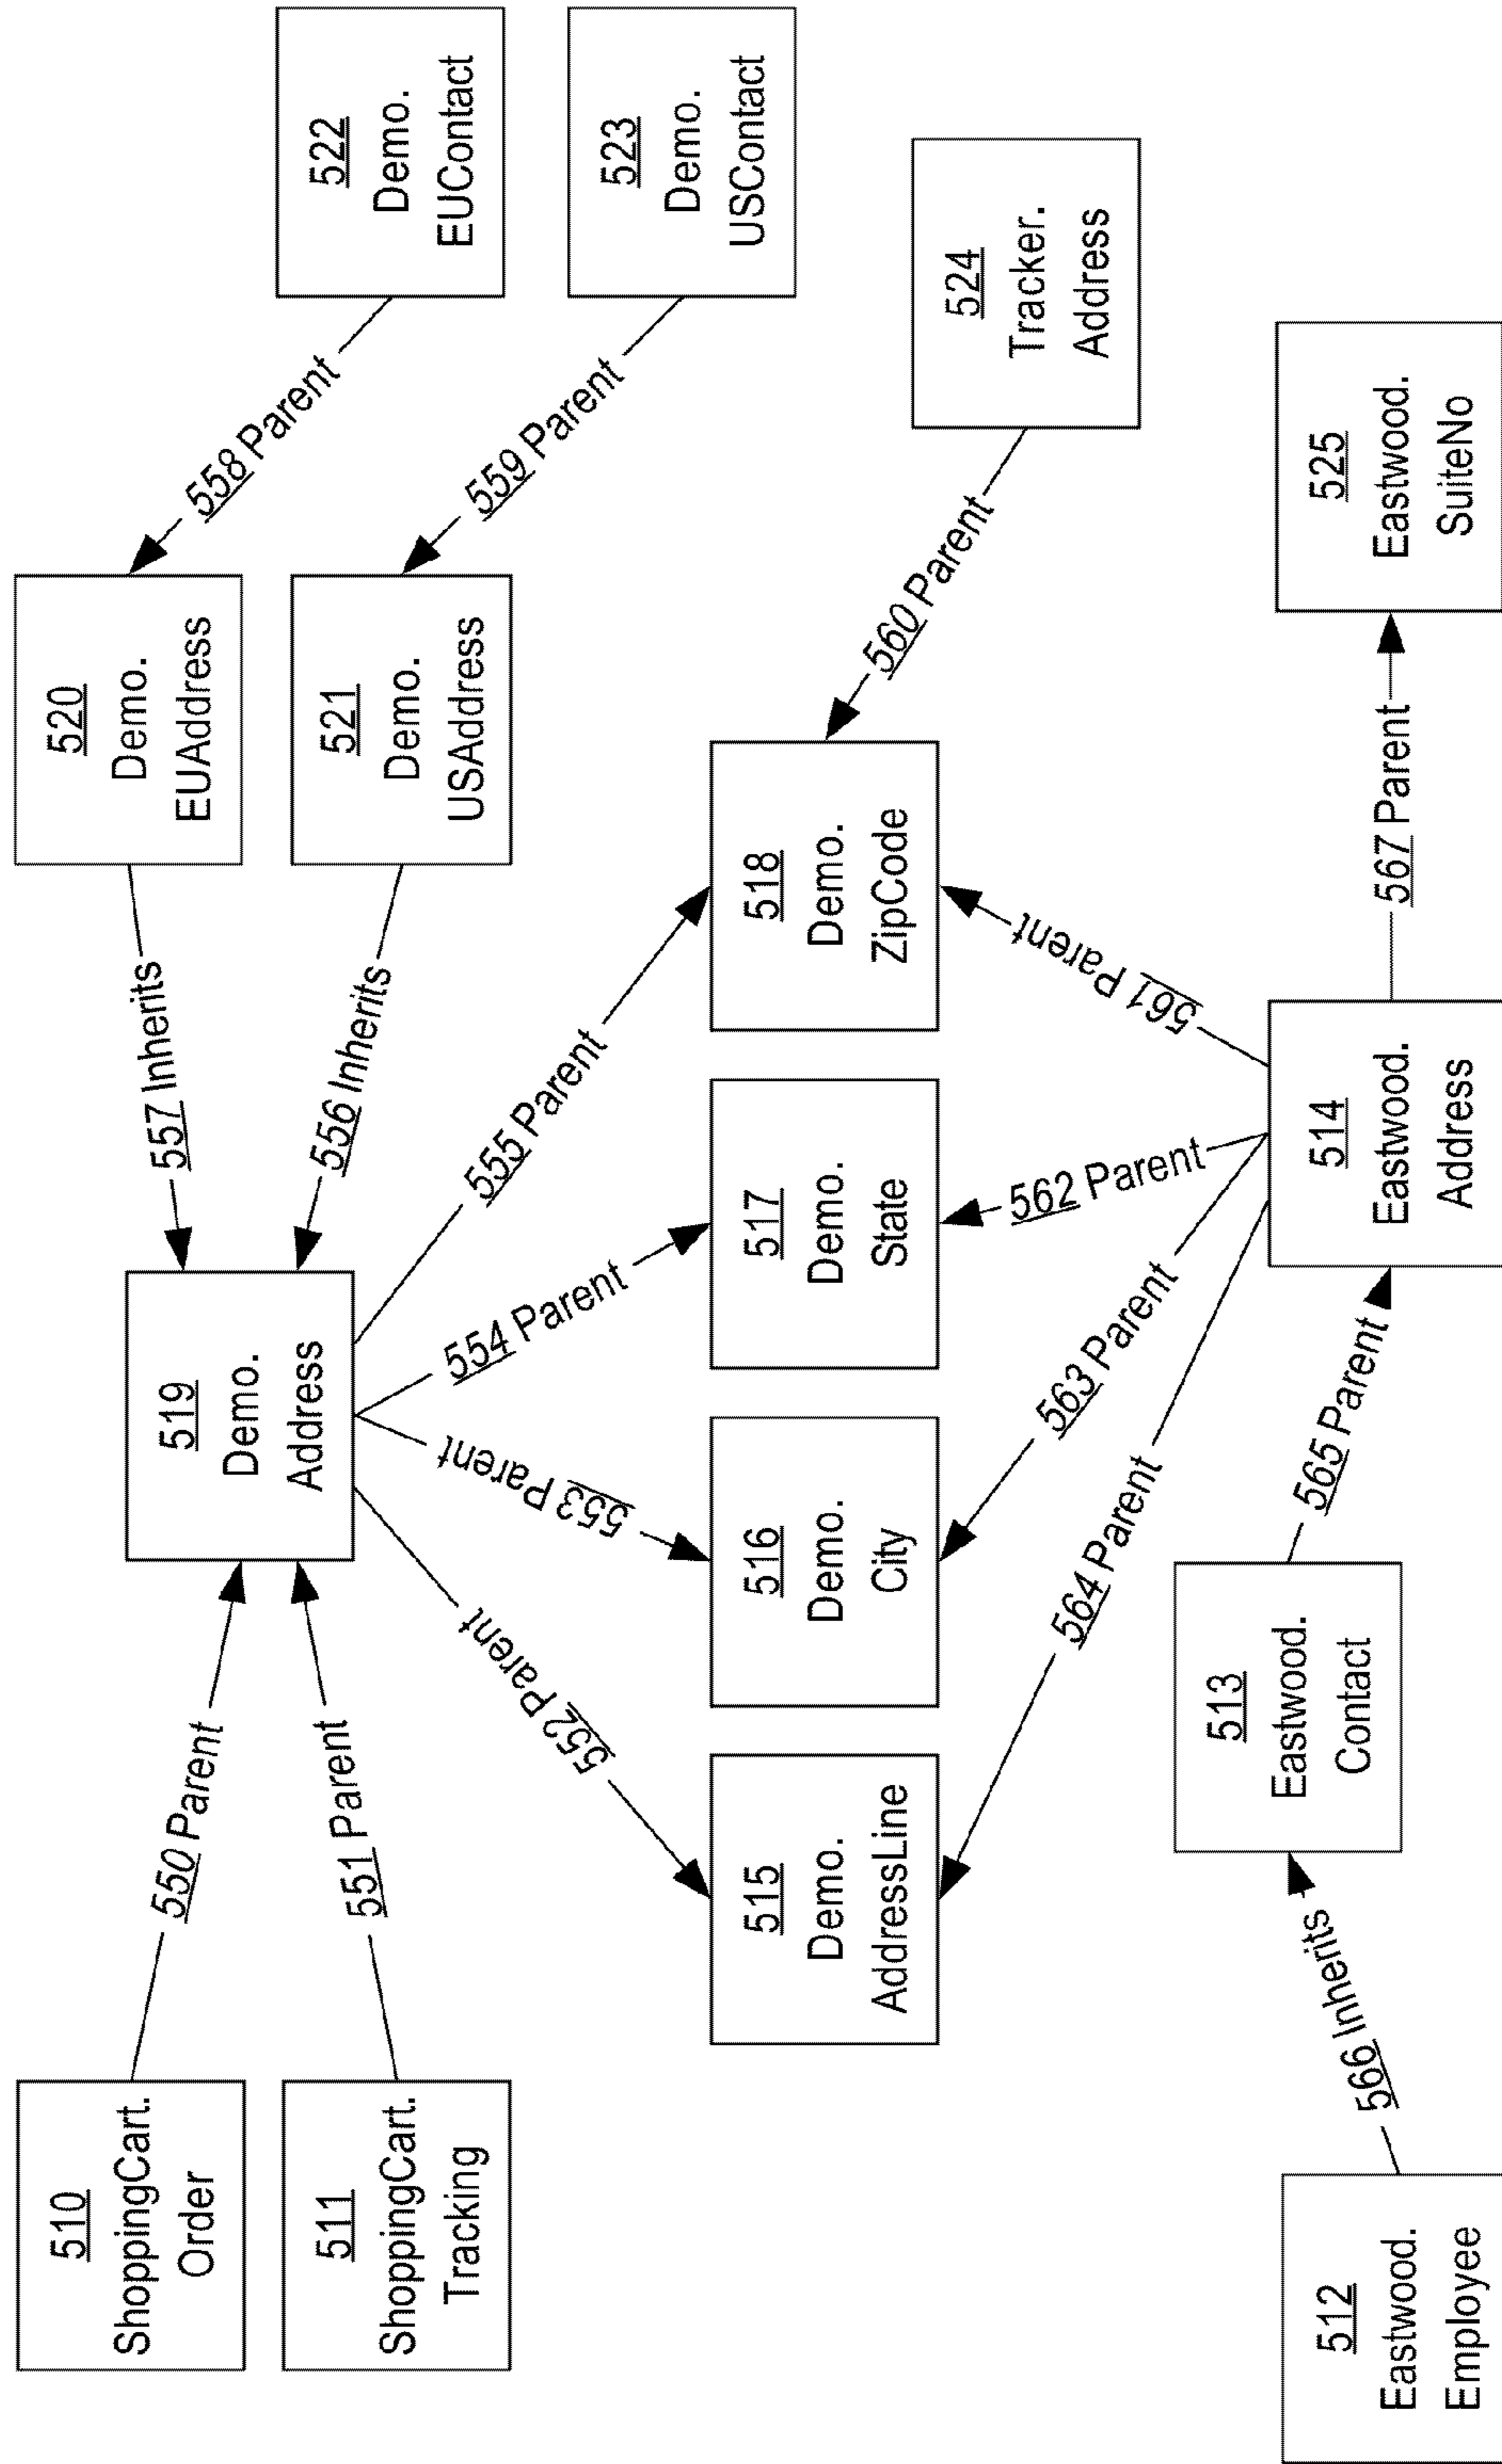 510
ShoppingCart.
Order
550 Parent
519
Demo.
Address
557 Inherits
520
Demo.
EUAddress
558 Parent
522
Demo.
EUContact
511
ShoppingCart.
Tracking
551 Parent
556 Inherits
521
Demo.
USAddress
559 Parent
523
Demo.
USContact
552 Parent
553 Parent
554 Parent
555 Parent
515
Demo.
AddressLine
516
Demo.
City
517
Demo.
State
518
Demo.
ZipCode
560 Parent
524
Tracker.
Address
564 Parent
563 Parent
562 Parent
561 Parent
512
Eastwood.
Employee
566 Inherits
513
Eastwood.
Contact
565 Parent
514
Eastwood.
Address
567 Parent
525
Eastwood.
SuiteNo